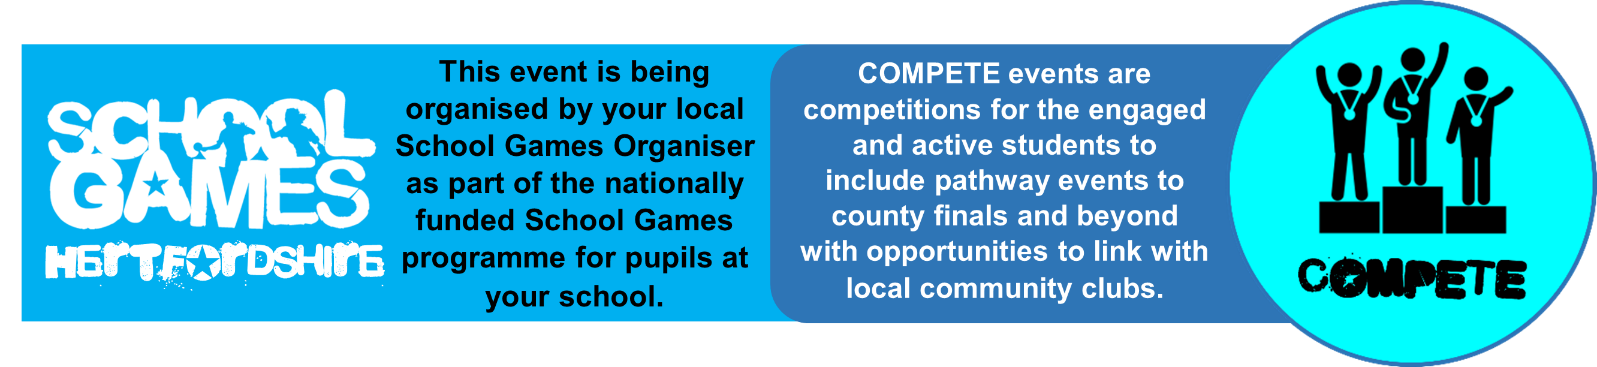 SCHOOL
GAMES
HERTFORDSHIRE
This event is being
organised by your local
School Games Organiser
as part of the nationally
funded School Games
programme for pupils at
your school.
COMPETE events are
competitions for the engaged
and active students to
include pathway events to
county finals and beyond
with opportunities to link with
local community clubs.
COMPETE